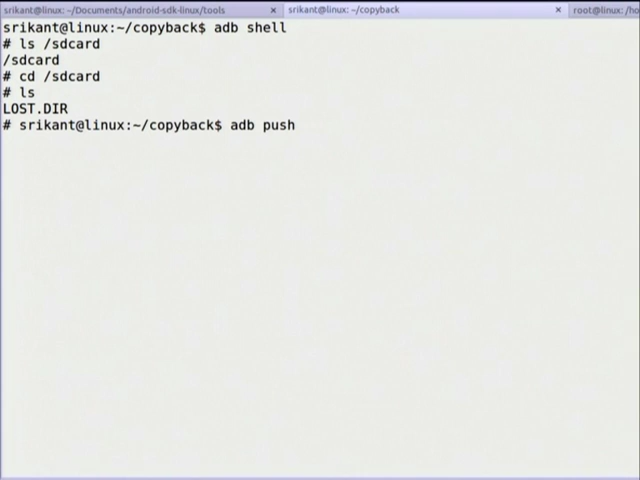 srikant@linux: ~/Documents/android-sdk-linux/tools × srikant@linux: ~/copyback × root@linux: /ho
srikant@linux:~/copyback$ adb shell
# ls /sdcard
/sdcard
# cd /sdcard
# ls
LOST.DIR
# srikant@linux:~/copyback$ adb push